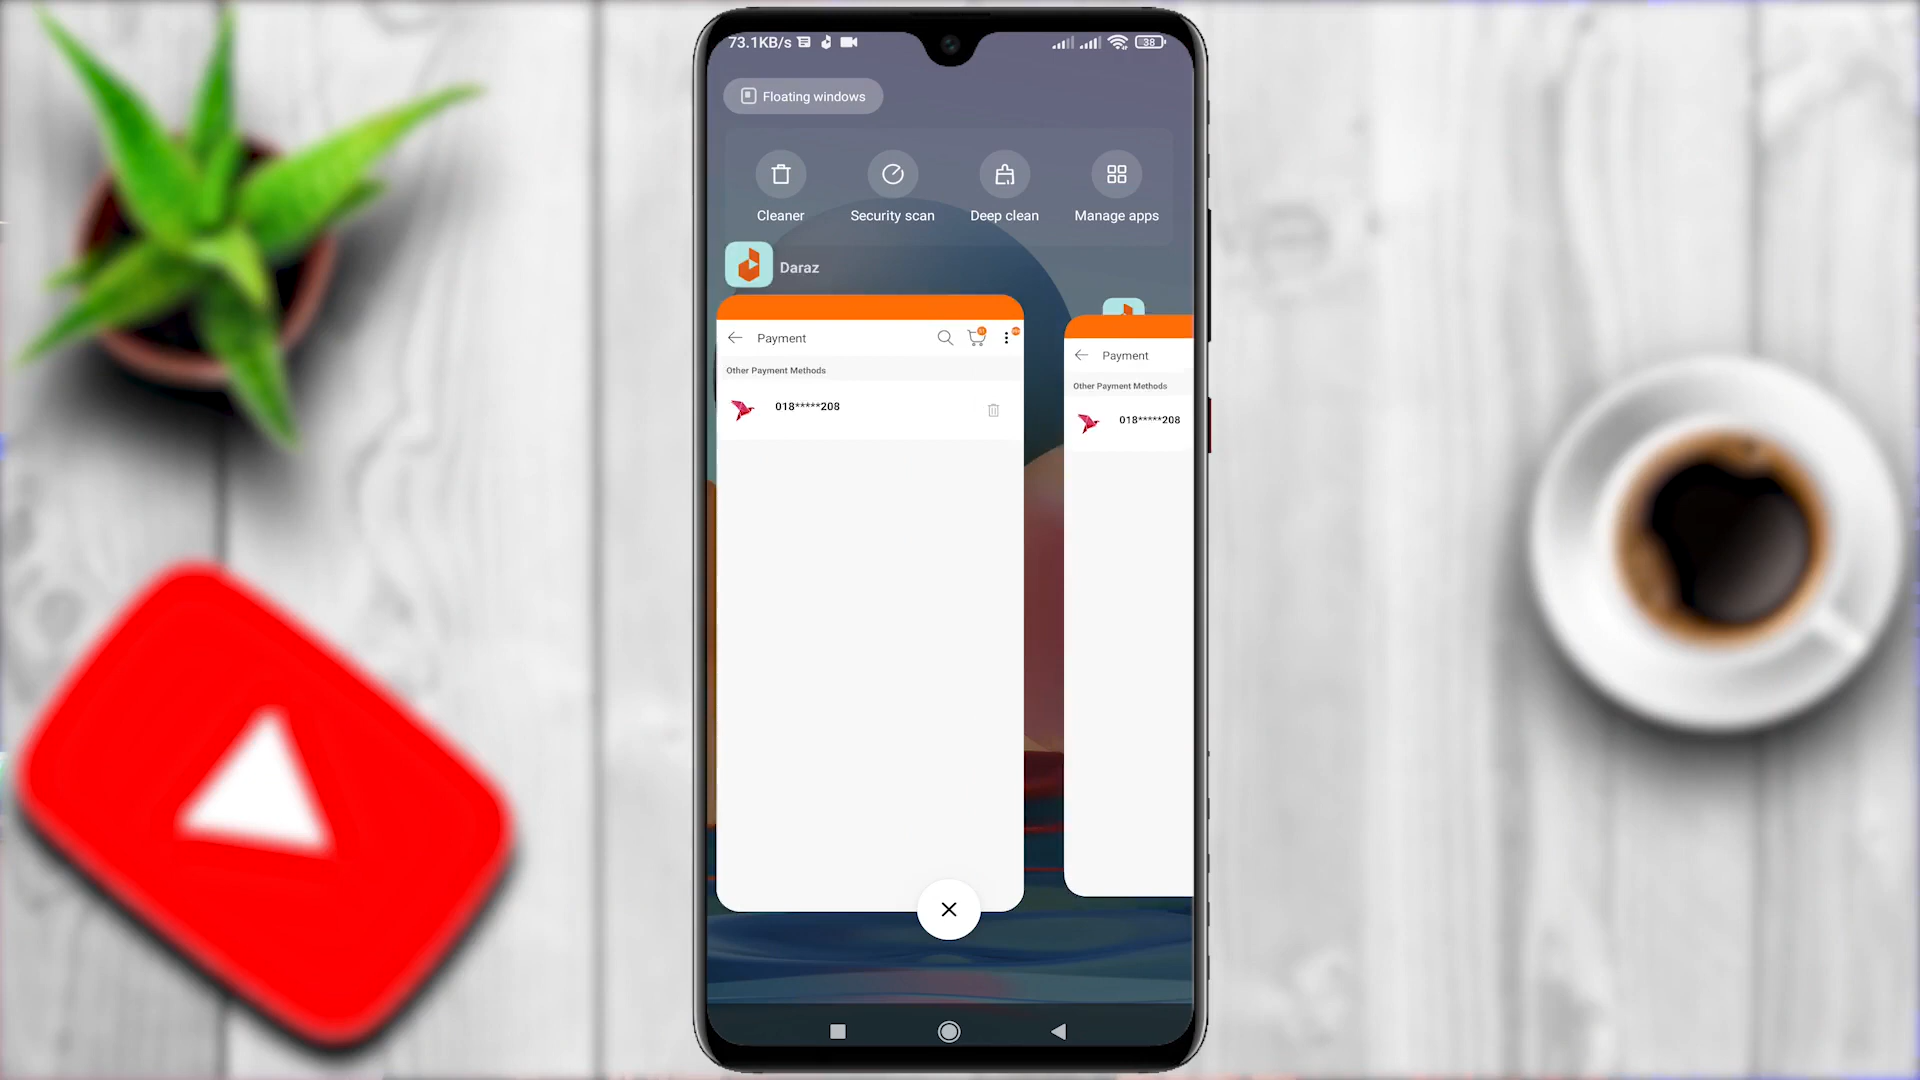 73.1KB/s
38
Floating windows
Cleaner
Security scan
Deep clean
Manage apps
Daraz
Payment
Other Payment Methods
018*****208
Payment
Other Payment Methods
018*****208